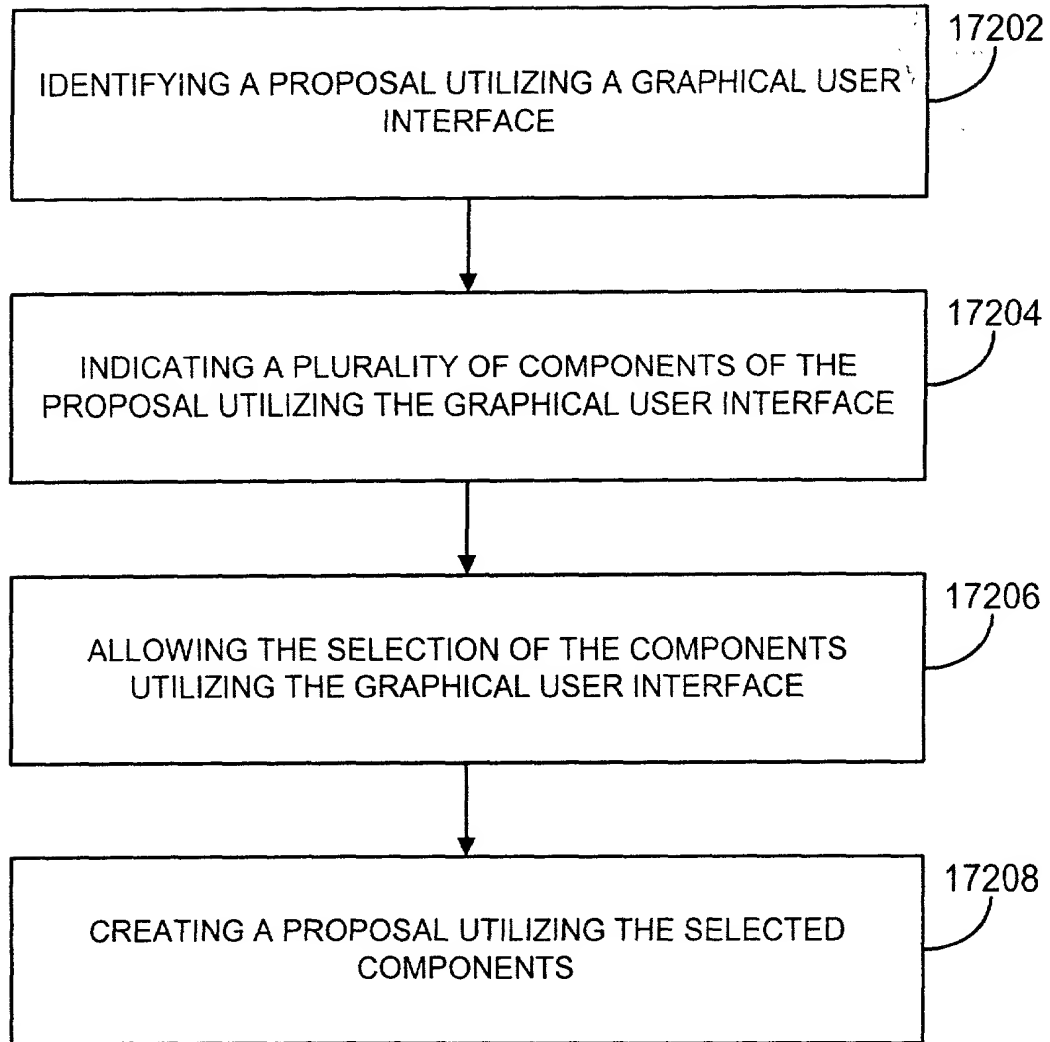 17202
IDENTIFYING A PROPOSAL UTILIZING A GRAPHICAL USER
INTERFACE
17204
INDICATING A PLURALITY OF COMPONENTS OF THE
PROPOSAL UTILIZING THE GRAPHICAL USER INTERFACE
17206
ALLOWING THE SELECTION OF THE COMPONENTS
UTILIZING THE GRAPHICAL USER INTERFACE
17208
CREATING A PROPOSAL UTILIZING THE SELECTED
COMPONENTS